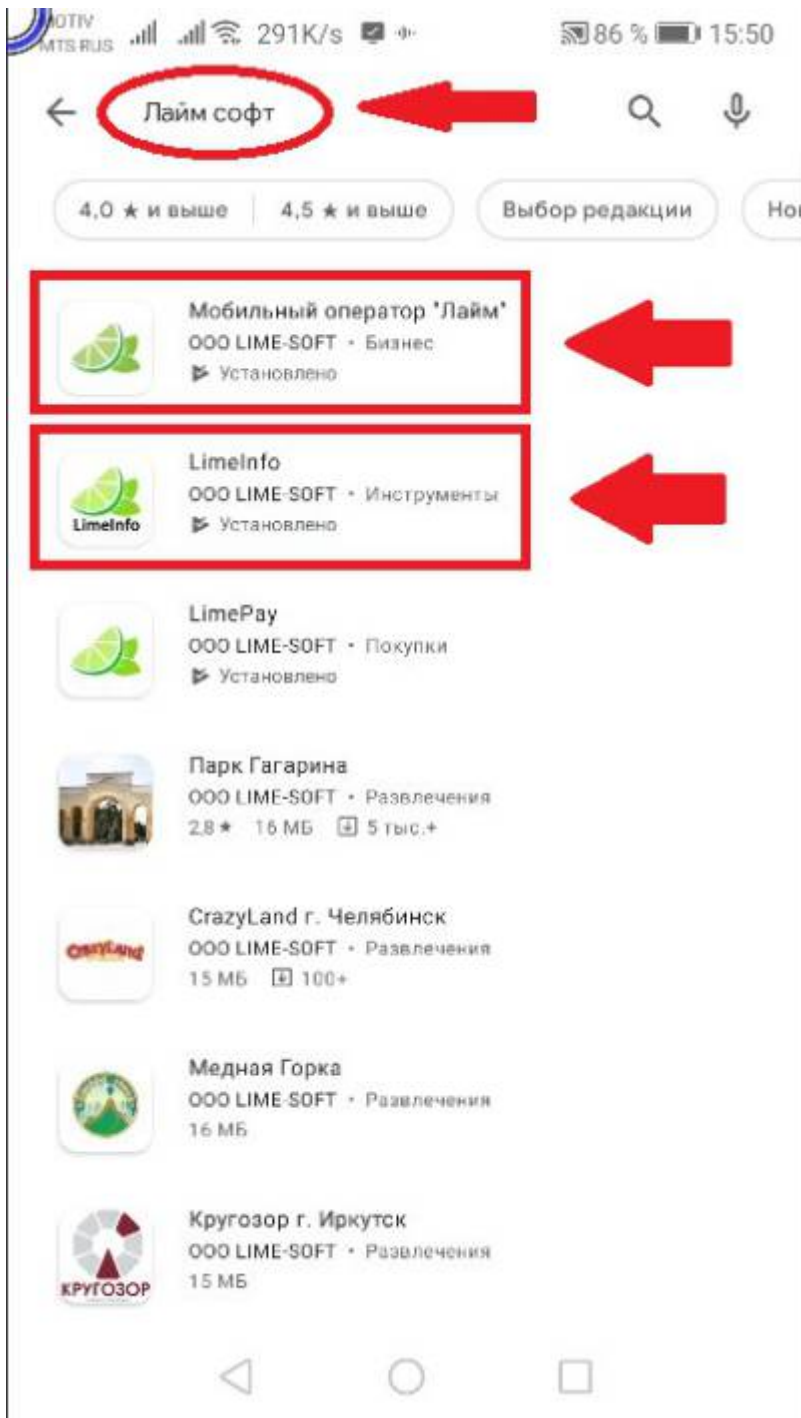 MOTIV
MTS RUS
291K/s
86 %
15:50
Лайм софт
4,0 ★ и выше
4,5 ★ и выше
Выбор редакции
Мобильный оператор "Лайм"
ООО LIME-SOFT • Бизнес
Установлено
LimeInfo
LimeInfo
ООО LIME-SOFT • Инструменты
Установлено
LimePay
ООО LIME-SOFT • Покупки
Установлено
Парк Гагарина
ООО LIME-SOFT • Развлечения
2,8 ★ 16 МБ 5 тыс.+
CrazyLand
CrazyLand г. Челябинск
ООО LIME-SOFT • Развлечения
15 МБ 100+
Медная Горка
ООО LIME-SOFT • Развлечения
16 МБ
КРУГОЗОР
Кругозор г. Иркутск
ООО LIME-SOFT • Развлечения
15 МБ